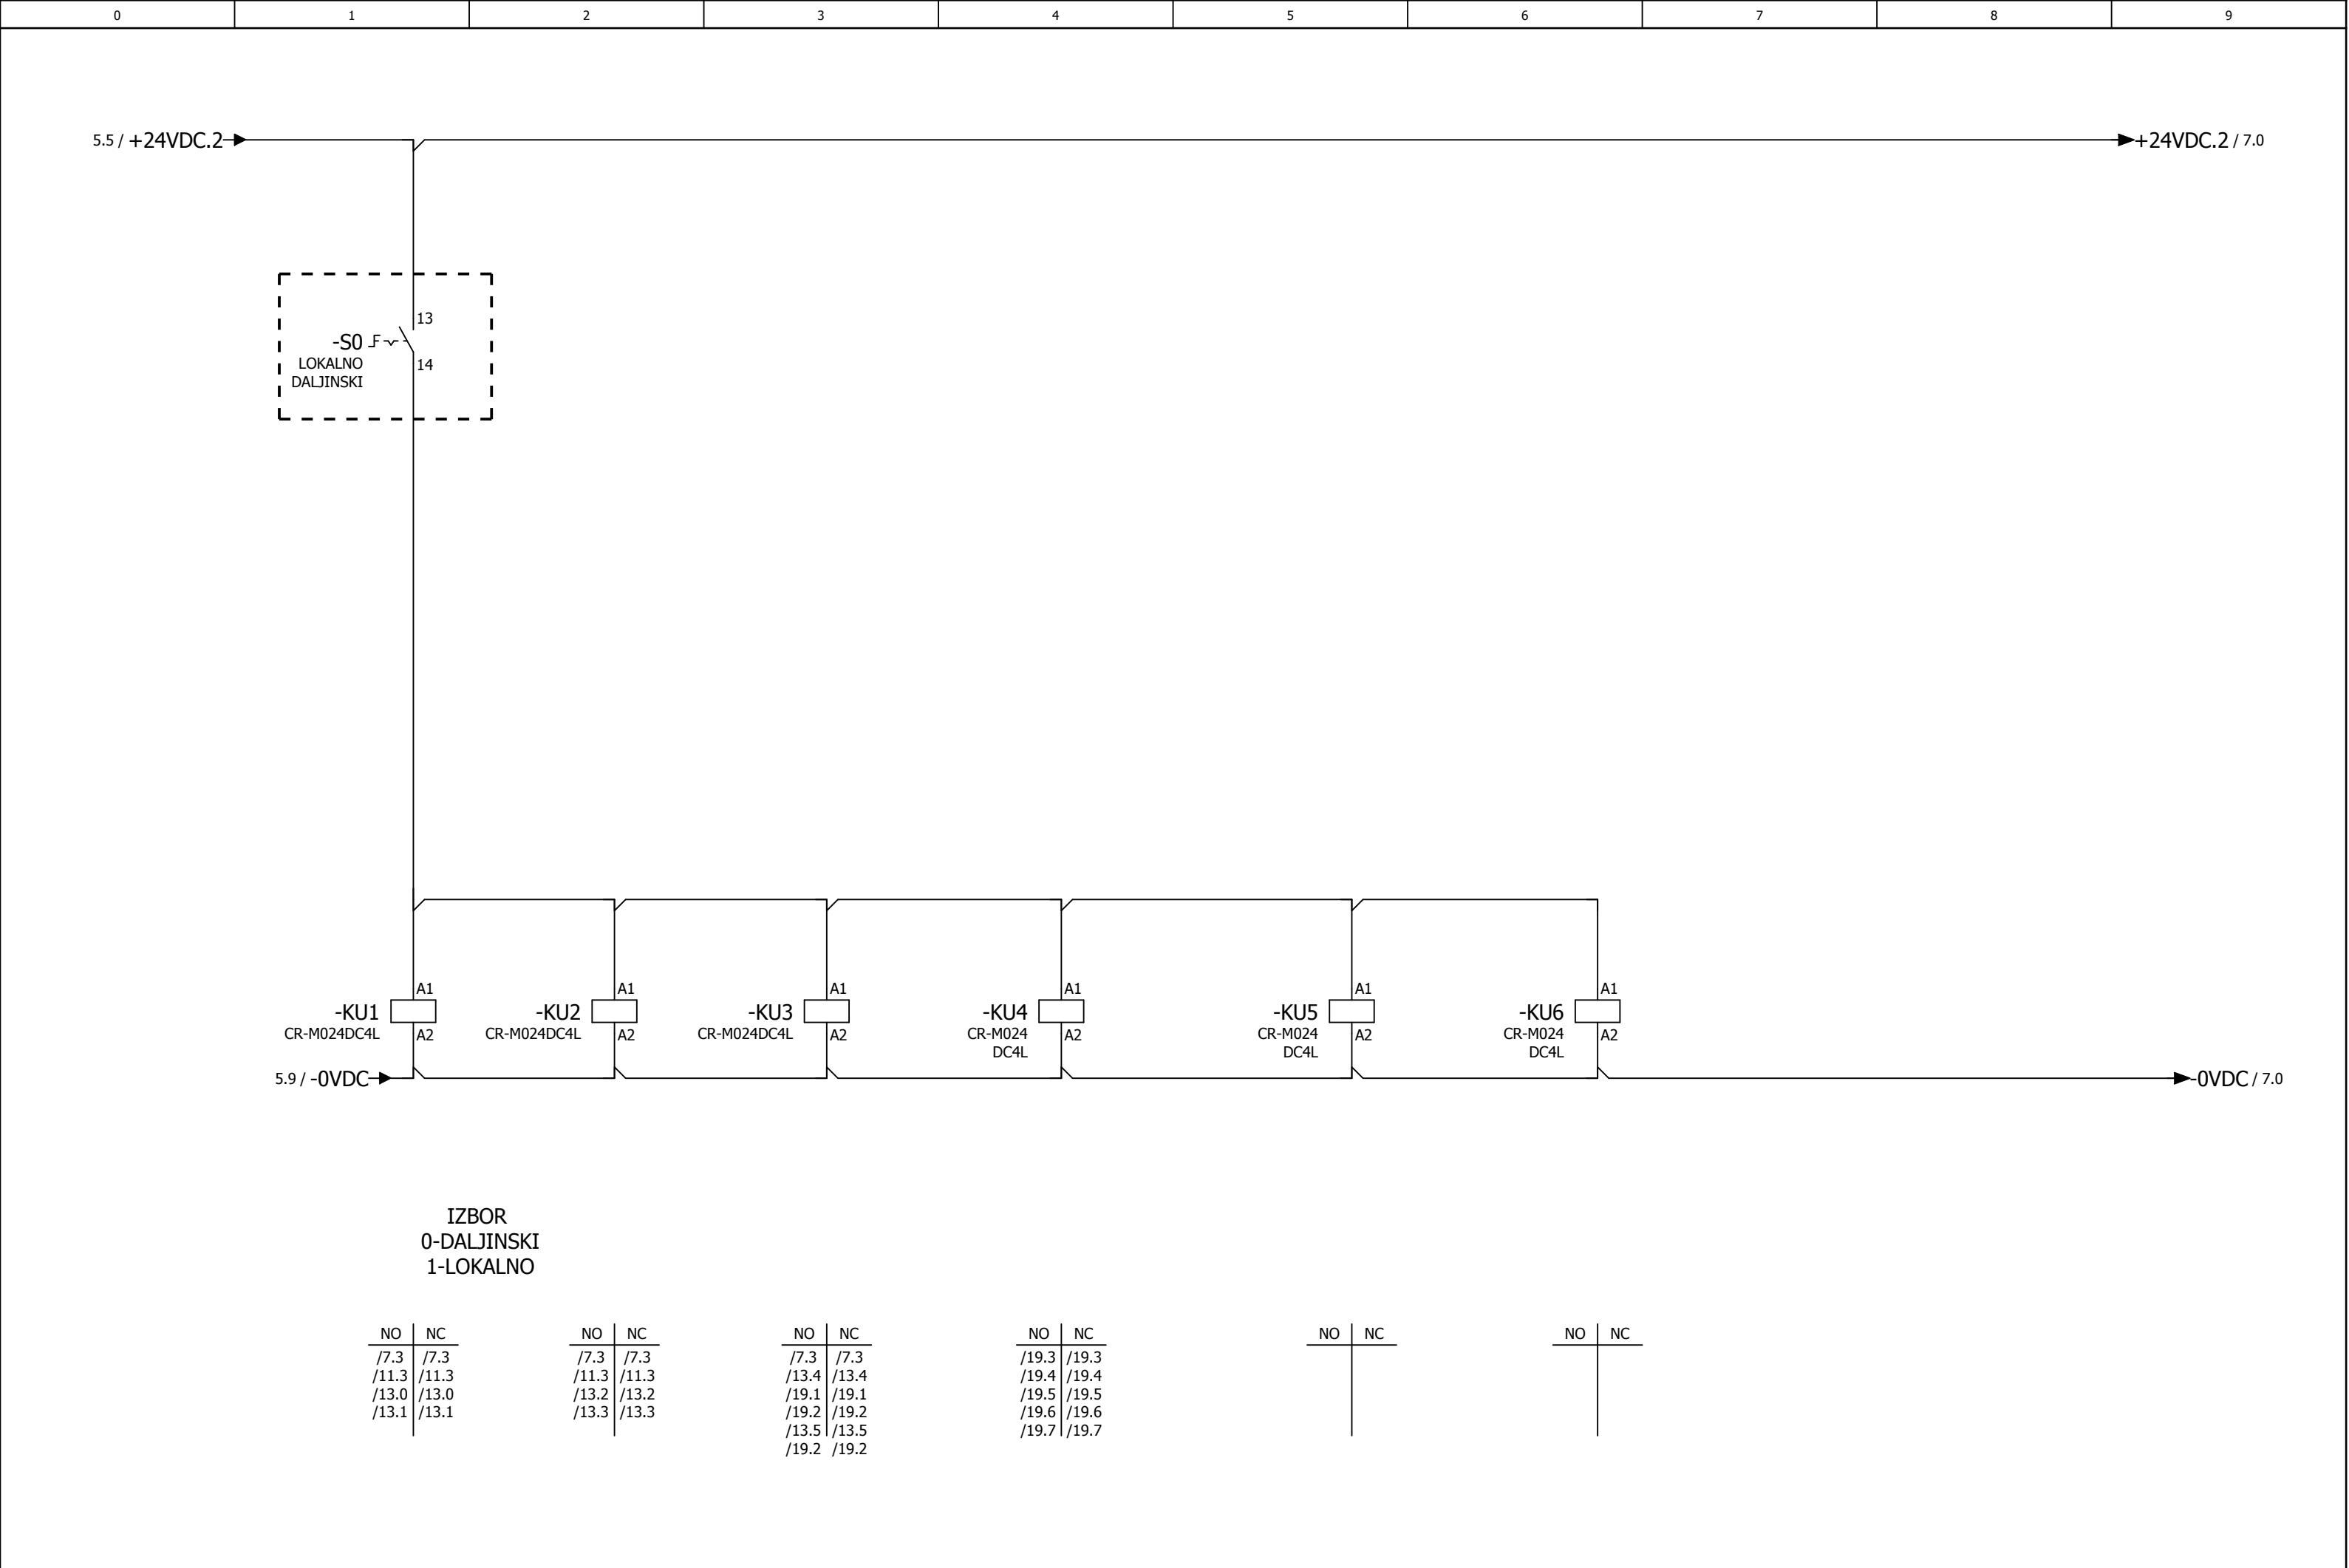 0 1 2 3 4 5 6 7 8 9
5.5 / +24VDC.2
+24VDC.2 / 7.0
13
-S0
LOKALNO
DALJINSKI
14
A1 A1 A1 A1 A1 A1
-KU1 -KU2 -KU3 -KU4 -KU5 -KU6
CR-M024DC4L CR-M024DC4L CR-M024DC4L CR-M024 CR-M024 CR-M024
A2 A2 A2 A2 A2 A2
DC4L DC4L DC4L
5.9 / -0VDC
-0VDC / 7.0
IZBOR
0-DALJINSKI
1-LOKALNO
NO NC NO NC NO NC NO NC NO NC NO NC
/7.3 /7.3 /7.3 /7.3 /7.3 /7.3 /19.3 /19.3
/11.3 /11.3 /11.3 /11.3 /13.4 /13.4 /19.4 /19.4
/13.0 /13.0 /13.2 /13.2 /19.1 /19.1 /19.5 /19.5
/13.1 /13.1 /13.3 /13.3 /19.2 /19.2 /19.6 /19.6
/13.5 /13.5 /19.7 /19.7
/19.2 /19.2